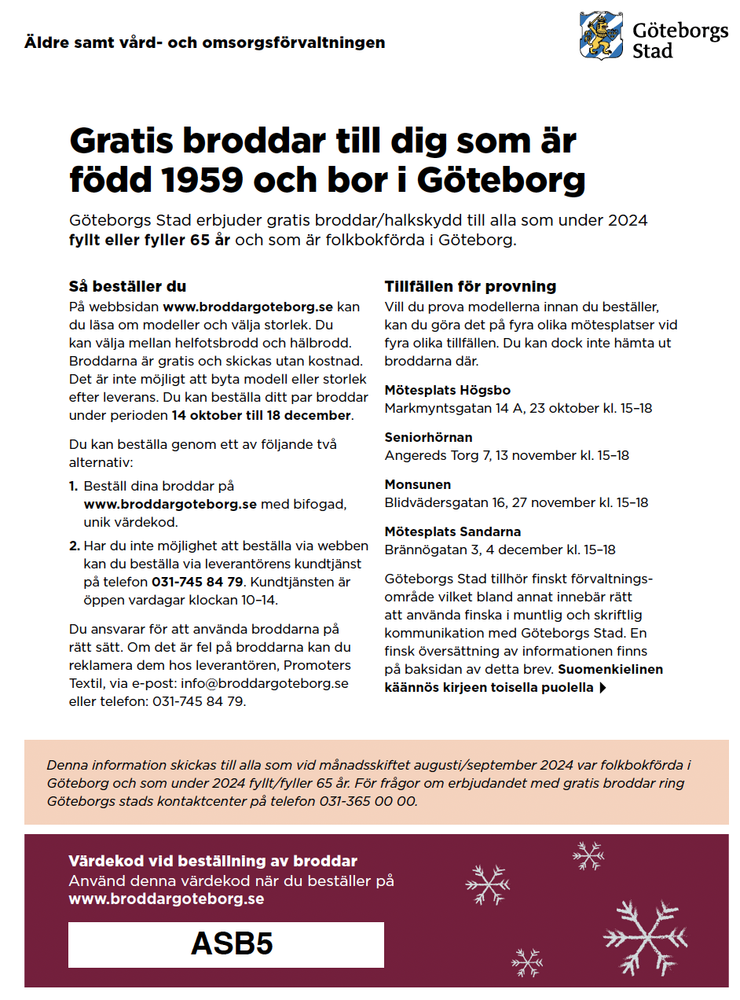 Äldre samt vård- och omsorgsförvaltningen
Göteborgs
Stad
Gratis broddar till dig som är
född 1959 och bor i Göteborg
Göteborgs Stad erbjuder gratis broddar/halkskydd till alla som under 2024
fyllt eller fyller 65 år och som är folkbokförda i Göteborg.
Så beställer du
På webbsidan www.broddargoteborg.se kan
du läsa om modeller och välja storlek. Du
kan välja mellan helfotsbrodd och hälbrodd.
Broddarna är gratis och skickas utan kostnad.
Det är inte möjligt att byta modell eller storlek
efter leverans. Du kan beställa ditt par broddar
under perioden 14 oktober till 18 december.
Du kan beställa genom ett av följande två
alternativ:
1. Beställ dina broddar på
www.broddargoteborg.se med bifogad,
unik värdekod.
2. Har du inte möjlighet att beställa via webben
kan du beställa via leverantörens kundtjänst
på telefon 031-745 84 79. Kundtjänsten är
öppen vardagar klockan 10–14.
Du ansvarar för att använda broddarna på
rätt sätt. Om det är fel på broddarna kan du
reklamera dem hos leverantören, Promoters
Textil, via e-post: info@broddargoteborg.se
eller telefon: 031-745 84 79.
Tillfällen för provning
Vill du prova modellerna innan du beställer,
kan du göra det på fyra olika mötesplatser vid
fyra olika tillfällen. Du kan dock inte hämta ut
broddarna där.
Mötesplats Högsbo
Markmyntsgatan 14 A, 23 oktober kl. 15–18
Seniorhörnan
Angereds Torg 7, 13 november kl. 15–18
Monsunen
Blidvädersgatan 16, 27 november kl. 15–18
Mötesplats Sandarna
Brännögatan 3, 4 december kl. 15–18
Göteborgs Stad tillhör finskt förvaltnings-
område vilket bland annat innebär rätt
att använda finska i muntlig och skriftlig
kommunikation med Göteborgs Stad. En
finsk översättning av informationen finns
på baksidan av detta brev. Suomenkielinen
käännös kirjeen toisella puolella
Denna information skickas till alla som vid månadsskiftet augusti/september 2024 var folkbokförda i
Göteborg och som under 2024 fyllt/fyller 65 år. För frågor om erbjudandet med gratis broddar ring
Göteborgs stads kontaktcenter på telefon 031-365 00 00.
Värdekod vid beställning av broddar
Använd denna värdekod när du beställer på
www.broddargoteborg.se
ASB5